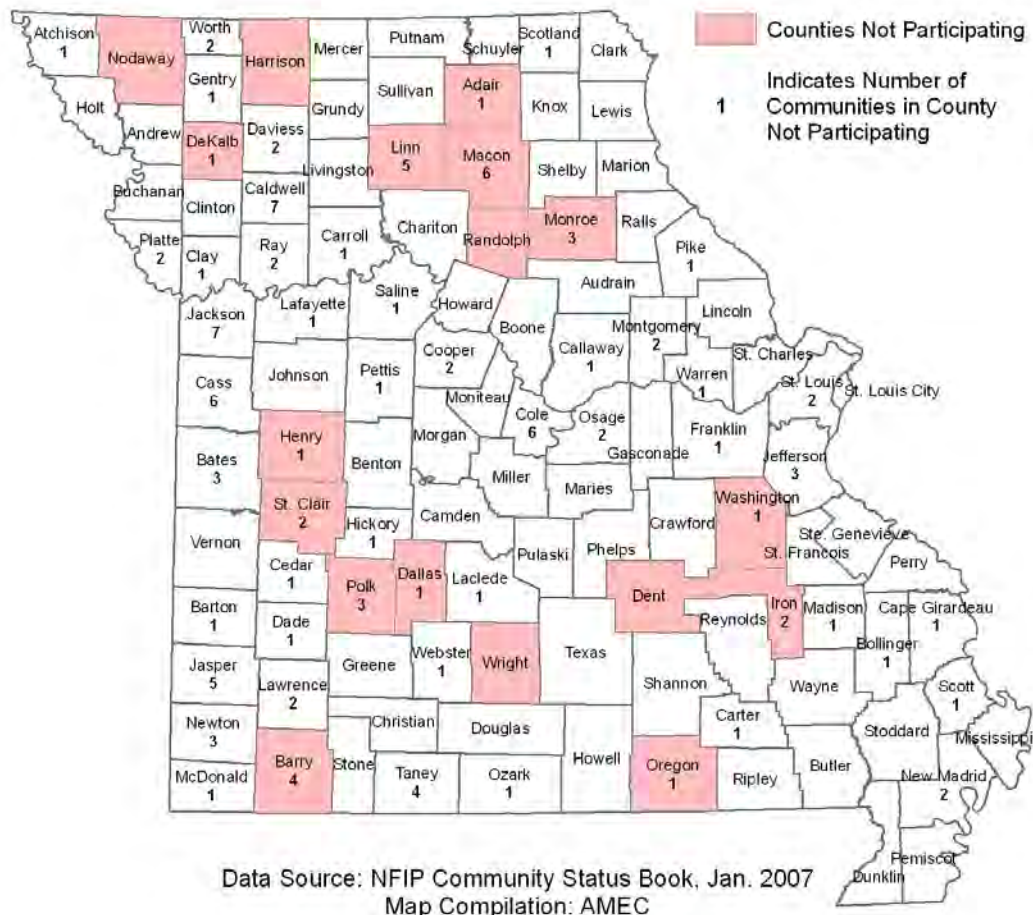 Counties Not Participating
1 Indicates Number of
Communities in County
Not Participating
Atchison
1
Nodaway
Worth
2
Harrison
Mercer
Putnam
Schuyler
Scotland
1
Clark
Holt
Gentry
1
Sullivan
Adair
1
Knox
Lewis
Andrew
DeKalb
1
Daviess
2
Grundy
Linn
5
Macon
6
Shelby
Marion
Buchanan
Clinton
Caldwell
7
Livingston
Chariton
Randolph
Monroe
3
Ralls
Platte
2
Clay
1
Ray
2
Carroll
1
Pike
1
Audrain
Jackson
7
Lafayette
1
Saline
1
Howard
Boone
Callaway
1
Montgomery
2
Lincoln
Cass
6
Johnson
Pettis
1
Cooper
2
Moniteau
Cole
6
Osage
2
Gasconade
Warren
1
St. Charles
St. Louis
2
St. Louis City
Franklin
1
Jefferson
3
Bates
3
Henry
1
Benton
Morgan
Miller
Maries
St. Clair
2
Hickory
1
Camden
Pulaski
Phelps
Crawford
Washington
1
Ste. Genevieve
St. Francois
Perry
Vernon
Cedar
1
Polk
3
Dallas
1
Laclede
1
Dent
Iron
2
Madison
1
Cape Girardeau
1
Bollinger
1
Barton
1
Dade
1
Greene
Webster
1
Wright
Texas
Reynolds
Shannon
Wayne
Scott
1
Jasper
5
Lawrence
2
Christian
Douglas
Howell
Carter
1
Stoddard
Mississippi
Newton
3
Barry
4
Stone
Taney
4
Ozark
1
Oregon
1
Ripley
Butler
New Madrid
2
McDonald
1
Pemiscot
Dunklin
Data Source: NFIP Community Status Book, Jan. 2007
Map Compilation: AMEC